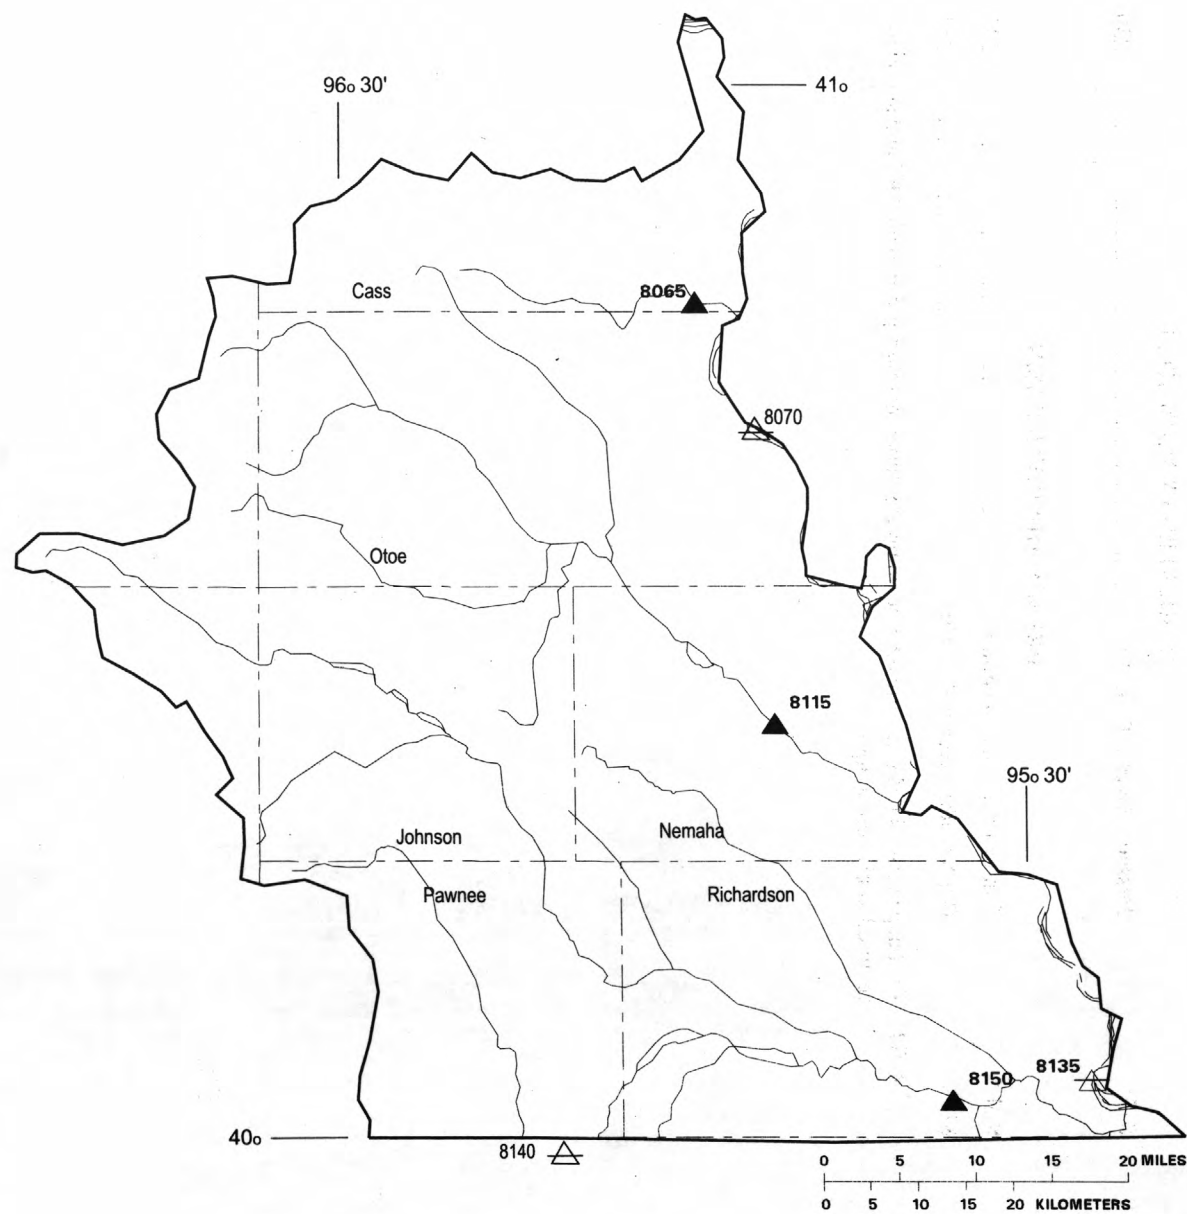 96o 30'
41o
Cass
8065
8070
Otoe
8115
95o 30'
Johnson
Nemaha
Pawnee
Richardson
8150
8135
40o
8140
0 5 10 15 20 MILES
0 5 10 15 20 KILOMETERS